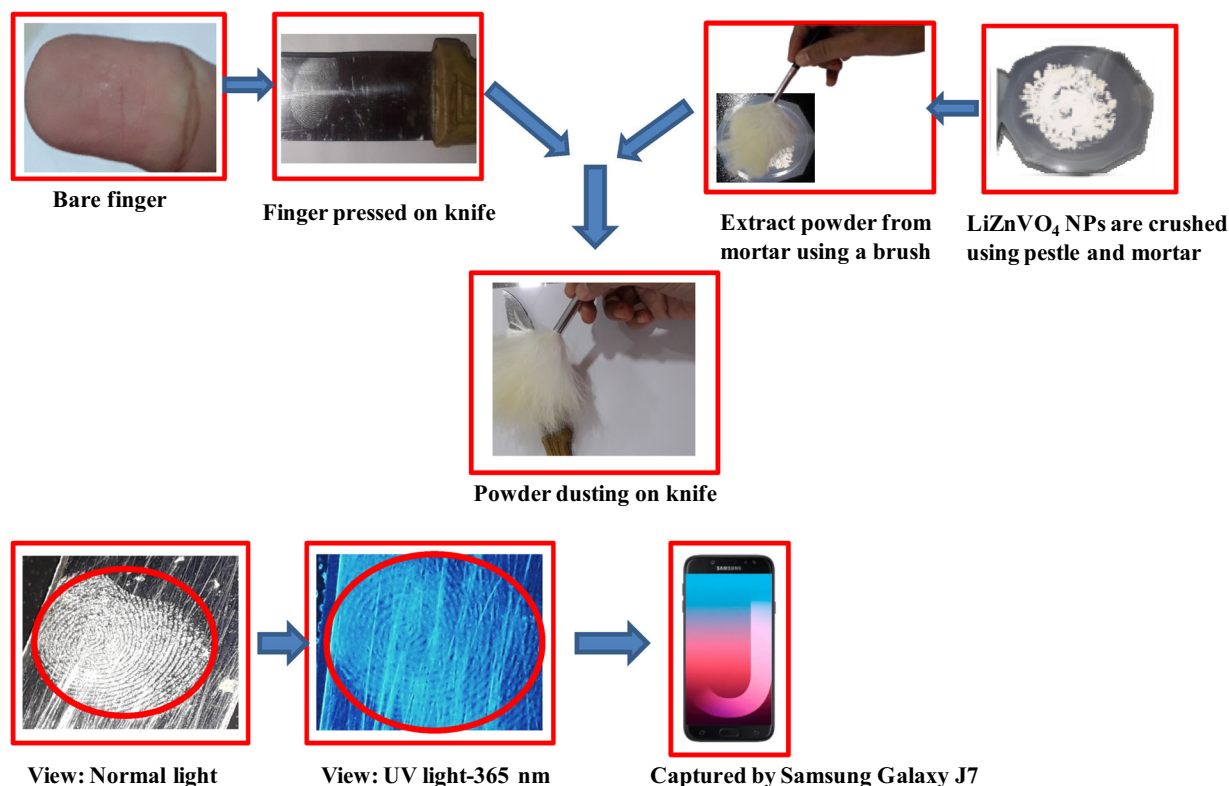 Bare finger
Finger pressed on knife
Extract powder from
mortar using a brush
LiZnVO₄ NPs are crushed
using pestle and mortar
Powder dusting on knife
SAMSUNG
View: Normal light
View: UV light-365 nm
Captured by Samsung Galaxy J7